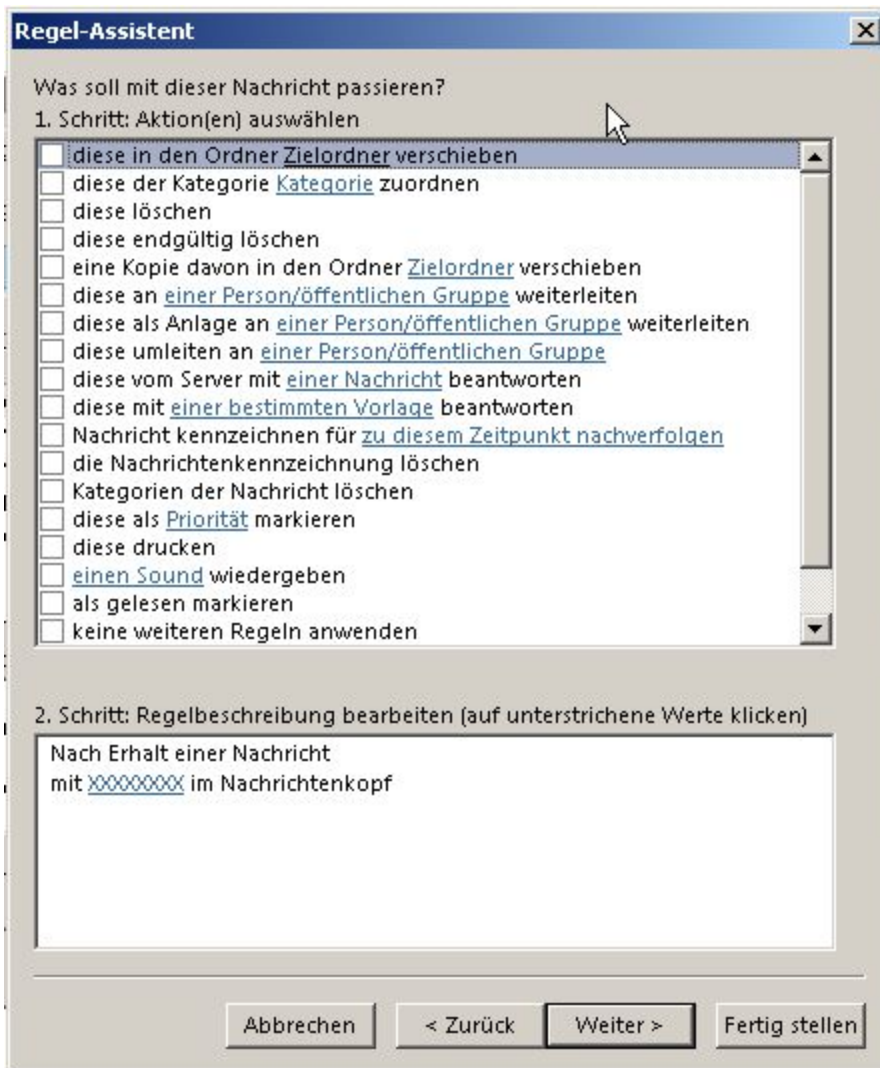 Regel-Assistent
Was soll mit dieser Nachricht passieren?
1. Schritt: Aktion(en) auswählen
diese in den Ordner Zielordner verschieben
diese der Kategorie Kategorie zuordnen
diese löschen
diese endgültig löschen
eine Kopie davon in den Ordner Zielordner verschieben
diese an einer Person/öffentlichen Gruppe weiterleiten
diese als Anlage an einer Person/öffentlichen Gruppe weiterleiten
diese umleiten an einer Person/öffentlichen Gruppe
diese vom Server mit einer Nachricht beantworten
diese mit einer bestimmten Vorlage beantworten
Nachricht kennzeichnen für zu diesem Zeitpunkt nachverfolgen
die Nachrichtenkennzeichnung löschen
Kategorien der Nachricht löschen
diese als Priorität markieren
diese drucken
einen Sound wiedergeben
als gelesen markieren
keine weiteren Regeln anwenden
2. Schritt: Regelbeschreibung bearbeiten (auf unterstrichene Werte klicken)
Nach Erhalt einer Nachricht
mit XXXXXXXX im Nachrichtenkopf
Abbrechen < Zurück Weiter > Fertig stellen